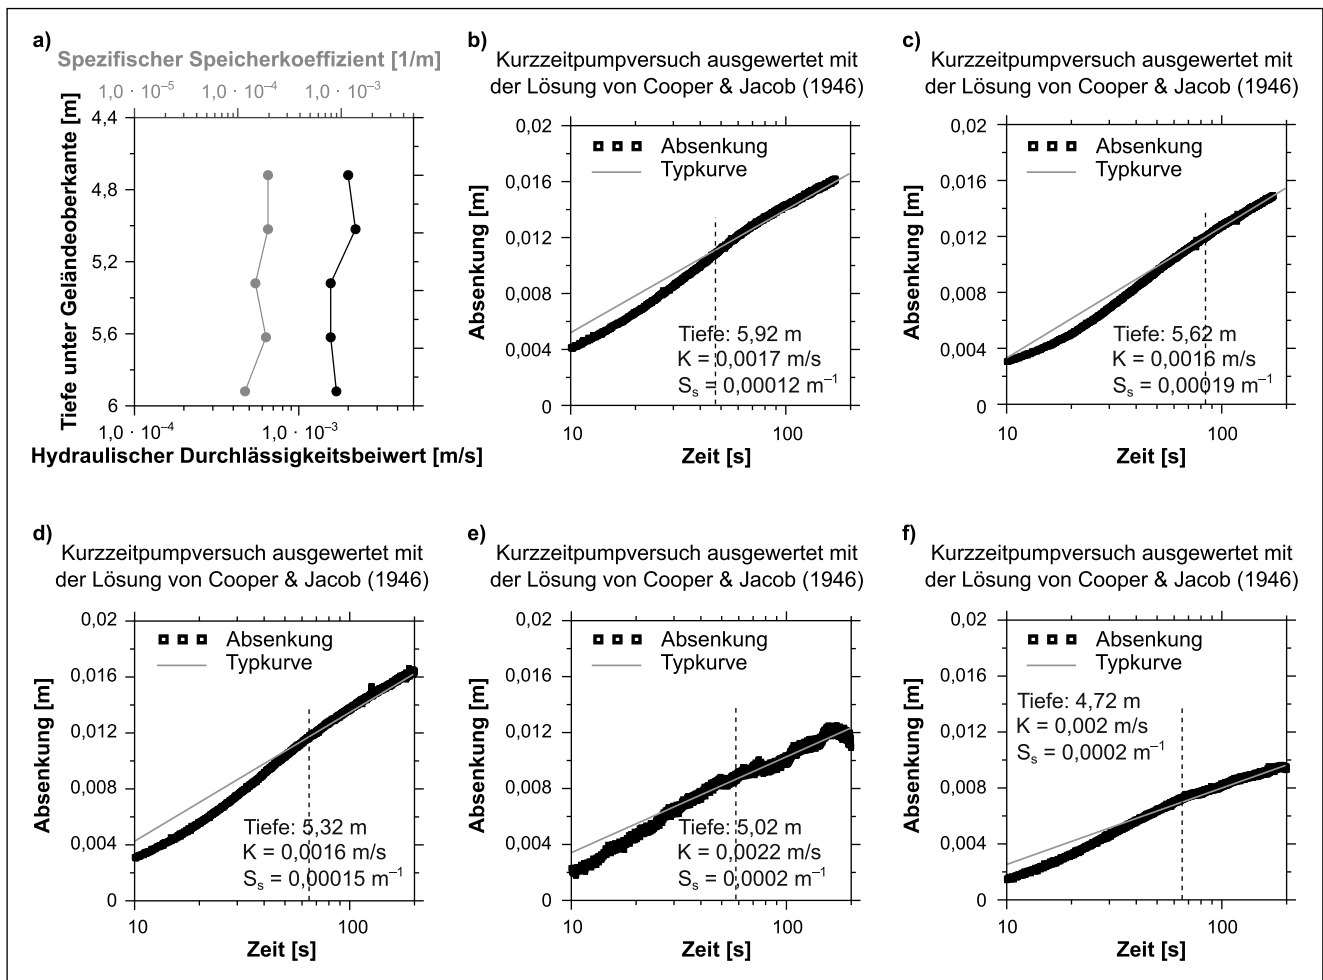 a)
Spezifischer Speicherkoeffizient [1/m]
1,0 · 10⁻⁵ 1,0 · 10⁻⁴ 1,0 · 10⁻³
Tiefe unter Geländeoberkante [m]
4,4
4,8
5,2
5,6
6
1,0 · 10⁻⁴ 1,0 · 10⁻³
Hydraulischer Durchlässigkeitsbeiwert [m/s]
b)
Kurzzeitpumpversuch ausgewertet mit
der Lösung von Cooper & Jacob (1946)
Absenkung [m]
0,02
0,016
0,012
0,008
0,004
0
Absenkung
Typkurve
Tiefe: 5,92 m
K = 0,0017 m/s
Sₛ = 0,00012 m⁻¹
10 100
Zeit [s]
c)
Kurzzeitpumpversuch ausgewertet mit
der Lösung von Cooper & Jacob (1946)
Absenkung [m]
0,02
0,016
0,012
0,008
0,004
0
Absenkung
Typkurve
Tiefe: 5,62 m
K = 0,0016 m/s
Sₛ = 0,00019 m⁻¹
10 100
Zeit [s]
d)
Kurzzeitpumpversuch ausgewertet mit
der Lösung von Cooper & Jacob (1946)
Absenkung [m]
0,02
0,016
0,012
0,008
0,004
0
Absenkung
Typkurve
Tiefe: 5,32 m
K = 0,0016 m/s
Sₛ = 0,00015 m⁻¹
10 100
Zeit [s]
e)
Kurzzeitpumpversuch ausgewertet mit
der Lösung von Cooper & Jacob (1946)
Absenkung [m]
0,02
0,016
0,012
0,008
0,004
0
Absenkung
Typkurve
Tiefe: 5,02 m
K = 0,0022 m/s
Sₛ = 0,0002 m⁻¹
10 100
Zeit [s]
f)
Kurzzeitpumpversuch ausgewertet mit
der Lösung von Cooper & Jacob (1946)
Absenkung [m]
0,02
0,016
0,012
0,008
0,004
0
Absenkung
Typkurve
Tiefe: 4,72 m
K = 0,002 m/s
Sₛ = 0,0002 m⁻¹
10 100
Zeit [s]